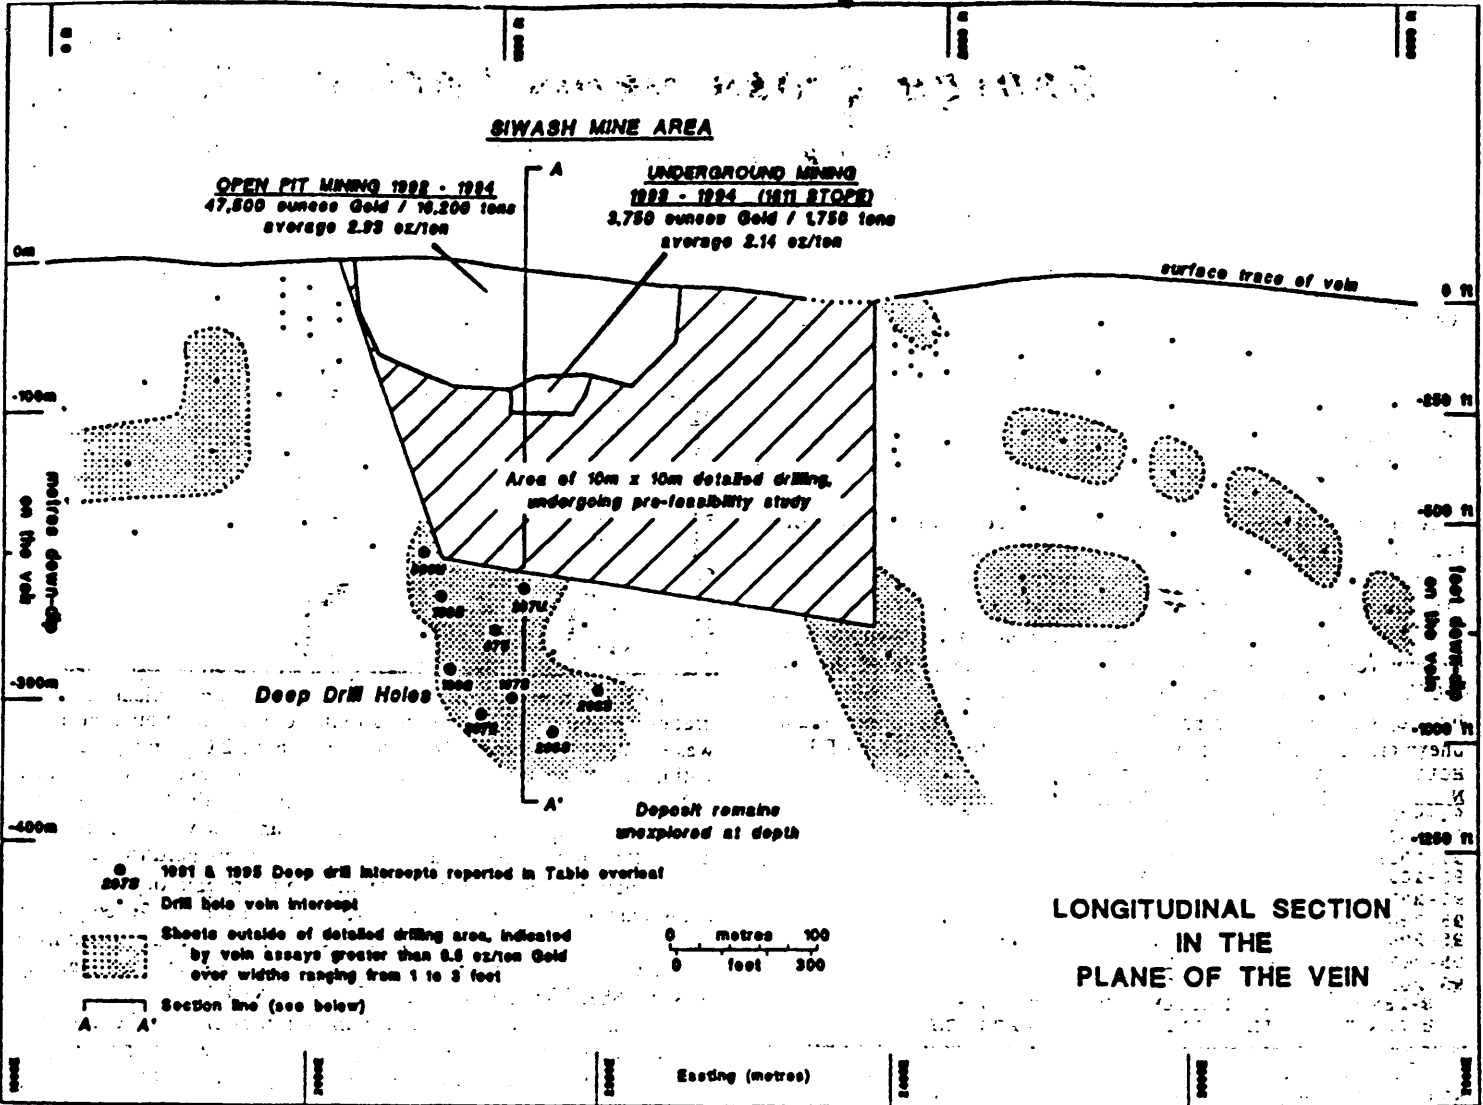 SIWASH MINE AREA
A
OPEN PIT MINING 1992 - 1994
47,500 ounces Gold / 16,200 tons
average 2.93 oz/ton
UNDERGROUND MINING
1993 - 1994 (1611 STOPE)
3,750 ounces Gold / 1,750 tons
average 2.14 oz/ton
0m
surface trace of vein
0 ft
-100m
-250 ft
Area of 10m x 10m detailed drilling,
undergoing pre-feasibility study
-500 ft
metres down-dip
on the vein
feet down-dip
on the vein
-300m
Deep Drill Holes
-1000 ft
A'
Deposit remains
unexplored at depth
-400m
-1250 ft
1991 & 1995 Deep drill intercepts reported in Table overleaf
Drill hole vein intercept
Shoots outside of detailed drilling area, indicated
by vein assays greater than 0.5 oz/ton Gold
over widths ranging from 1 to 3 feet
Section line (see below)
A A'
0 metres 100
0 feet 300
LONGITUDINAL SECTION
IN THE
PLANE OF THE VEIN
Easting (metres)